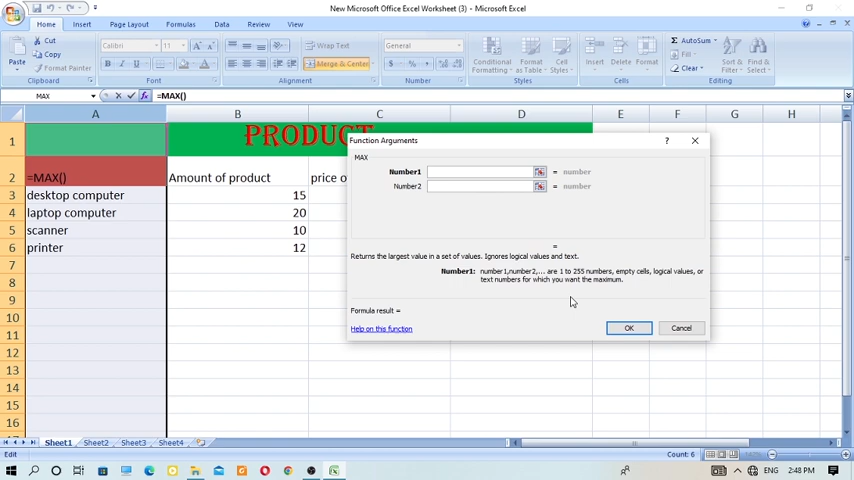 New Microsoft Office Excel Worksheet (3) - Microsoft Excel
Home Insert Page Layout Formulas Data Review View
Cut
Copy
Paste
Clipboard
Calibri 11
Font
Wrap Text
Merge & Center
Alignment
General
Number
Conditional Formatting
Format as Table
Cell Styles
Styles
Insert Delete Format
Cells
AutoSum
Fill
Clear
Sort & Filter
Find & Select
Editing
MAX =MAX()
A B C D E F G H
1 PRODUCT
2 =MAX() Amount of product price o
3 desktop computer 15
4 laptop computer 20
5 scanner 10
6 printer 12
7
8
9
10
11
12
13
14
15
16
Function Arguments
MAX
Number1 = number
Number2 = number
=
Returns the largest value in a set of values. Ignores logical values and text.
Number1: number1,number2,... are 1 to 255 numbers, empty cells, logical values, or
text numbers for which you want the maximum.
Formula result =
Help on this function
OK Cancel
Sheet1 Sheet2 Sheet3 Sheet4
Edit Count: 6
ENG 2:48 PM